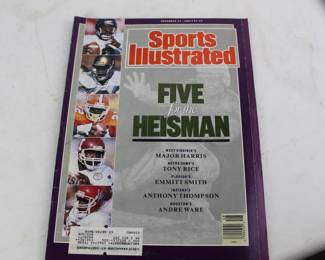 Sports
Illustrated
FIVE
for the
HEISMAN
WEST VIRGINIA'S
MAJOR HARRIS
NOTRE DAME'S
TONY RICE
FLORIDA'S
EMMITT SMITH
INDIANA'S
ANTHONY THOMPSON
HOUSTON'S
ANDRE WARE